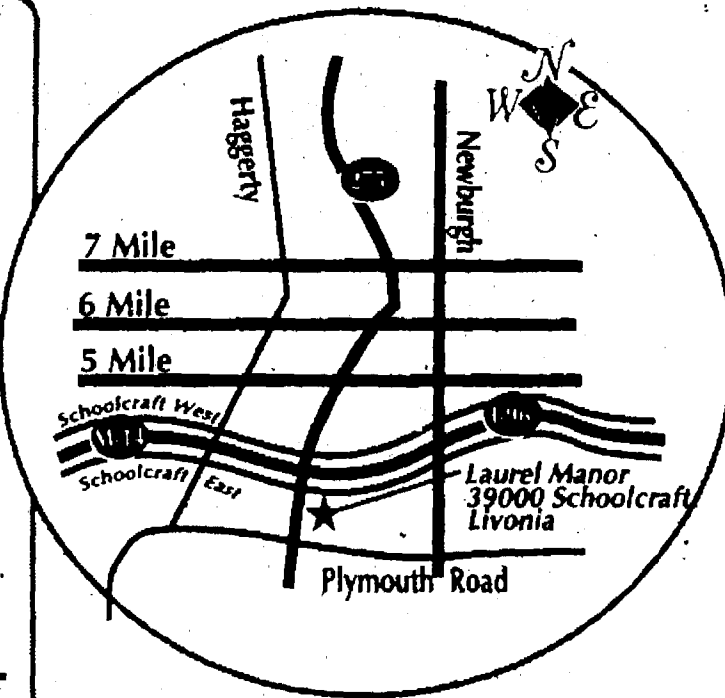 N
W E
S
Haggerty
Newburgh
7 Mile
6 Mile
5 Mile
Schoolcraft West
M-14
Schoolcraft East
Laurel Manor
39000 Schoolcraft
Livonia
Plymouth Road